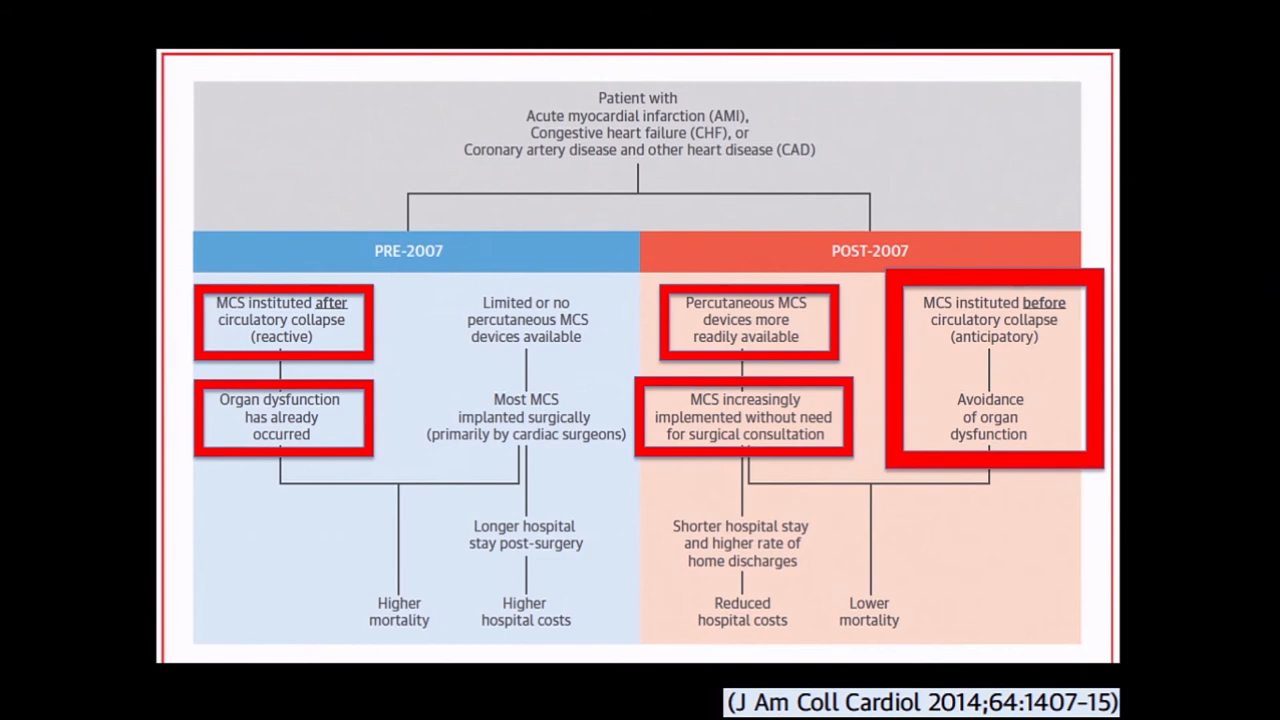 Patient with
Acute myocardial infarction (AMI),
Congestive heart failure (CHF), or
Coronary artery disease and other heart disease (CAD)
PRE-2007
POST-2007
MCS instituted after
circulatory collapse
(reactive)
Organ dysfunction
has already
occurred
Limited or no
percutaneous MCS
devices available
Most MCS
implanted surgically
(primarily by cardiac surgeons)
Longer hospital
stay post-surgery
Higher
mortality
Higher
hospital costs
Percutaneous MCS
devices more
readily available
MCS increasingly
implemented without need
for surgical consultation
MCS instituted before
circulatory collapse
(anticipatory)
Avoidance
of organ
dysfunction
Shorter hospital stay
and higher rate of
home discharges
Reduced
hospital costs
Lower
mortality
(J Am Coll Cardiol 2014;64:1407-15)